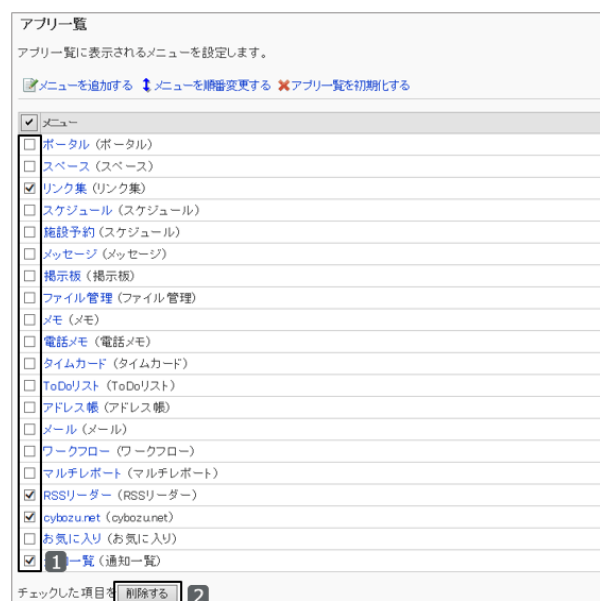 アプリ一覧
アプリ一覧に表示されるメニューを設定します。
メニューを追加する メニューを順番変更する アプリ一覧を初期化する
メニュー
ポータル (ポータル)
スペース (スペース)
リンク集 (リンク集)
スケジュール (スケジュール)
施設予約 (スケジュール)
メッセージ (メッセージ)
掲示板 (掲示板)
ファイル管理 (ファイル管理)
メモ (メモ)
電話メモ (電話メモ)
タイムカード (タイムカード)
ToDoリスト (ToDoリスト)
アドレス帳 (アドレス帳)
メール (メール)
ワークフロー (ワークフロー)
マルチレポート (マルチレポート)
RSSリーダー (RSSリーダー)
cybozu.net (cybozu.net)
お気に入り (お気に入り)
1 一覧 (通知一覧)
チェックした項目を 削除する 2